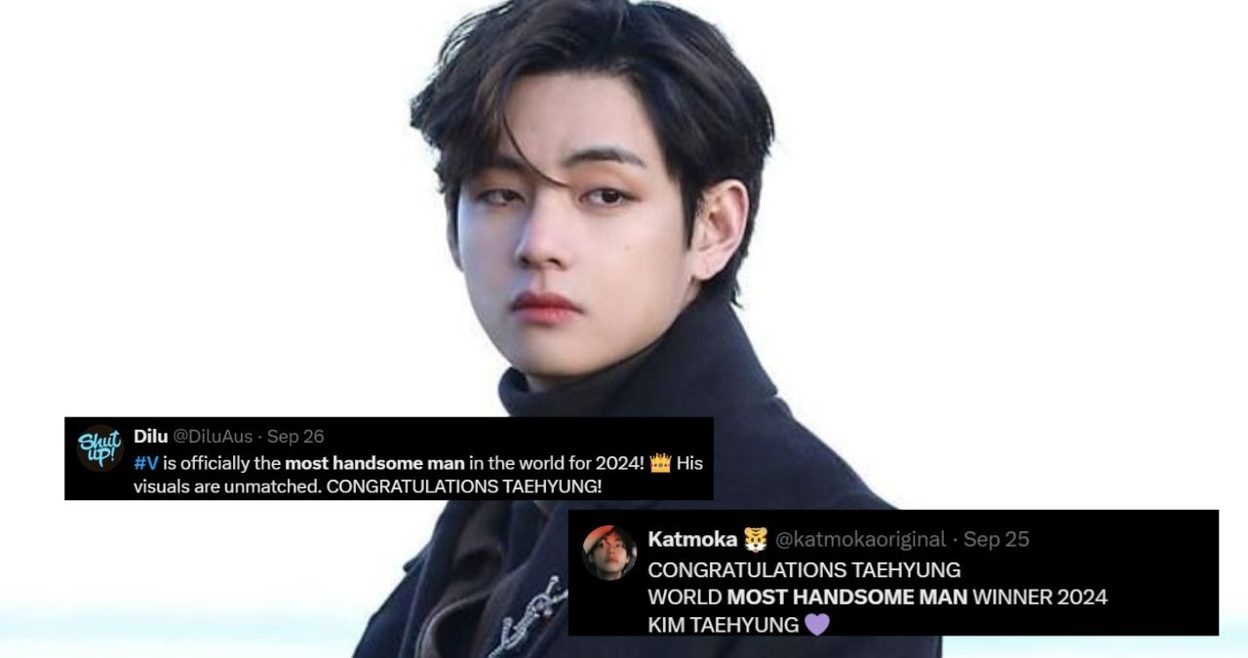 Shut
up!
Dilu @DiluAus · Sep 26
#V is officially the most handsome man in the world for 2024! 👑 His
visuals are unmatched. CONGRATULATIONS TAEHYUNG!
Katmoka 🐯 @katmokaoriginal · Sep 25
CONGRATULATIONS TAEHYUNG
WORLD MOST HANDSOME MAN WINNER 2024
KIM TAEHYUNG 💜